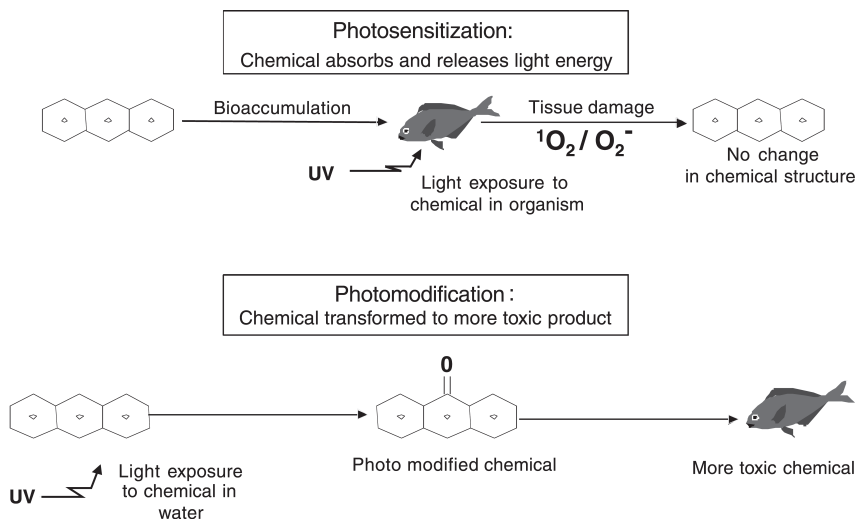 Photosensitization:
Chemical absorbs and releases light energy
Bioaccumulation
Tissue damage
¹O₂ / O₂⁻
UV
Light exposure to
chemical in organism
No change
in chemical structure
Photomodification :
Chemical transformed to more toxic product
O
UV
Light exposure
to chemical in
water
Photo modified chemical
More toxic chemical